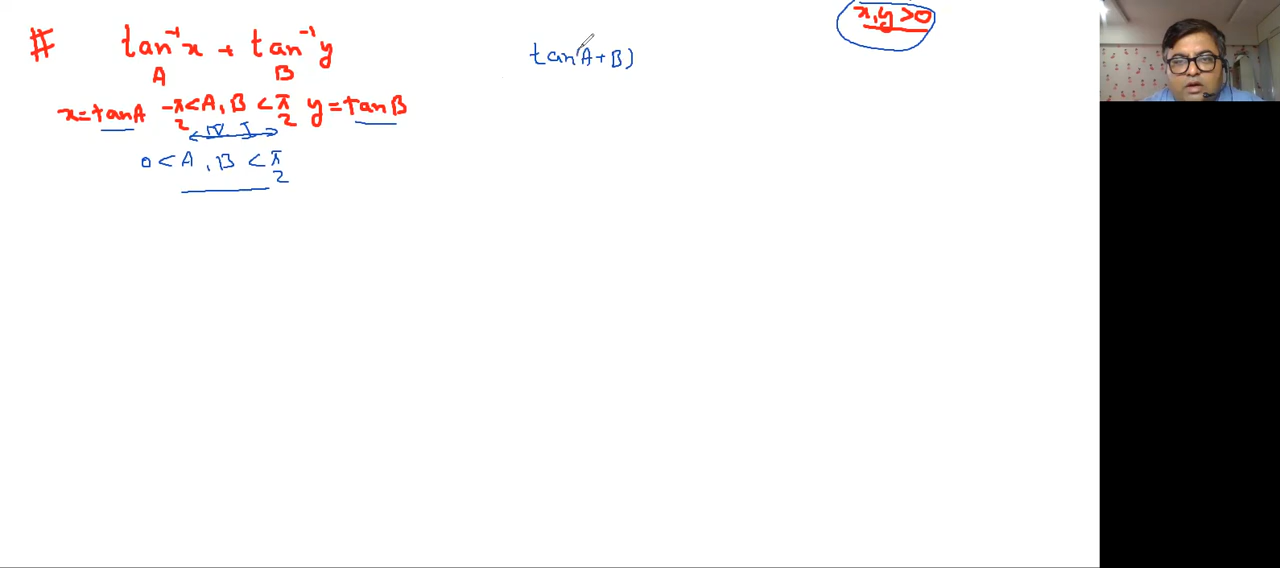 # tan⁻¹x + tan⁻¹y
A B
x=tanA -π/2<A, B<π/2 y=tanB
IV I
0<A, B<π/2
tan(A+B)
x,y>0